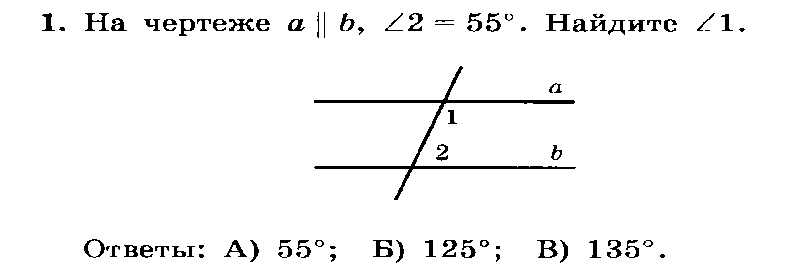 1. На чертеже a ∥ b, ∠2 = 55°. Найдите ∠1.
a
1
2 b
Ответы: А) 55°; Б) 125°; В) 135°.